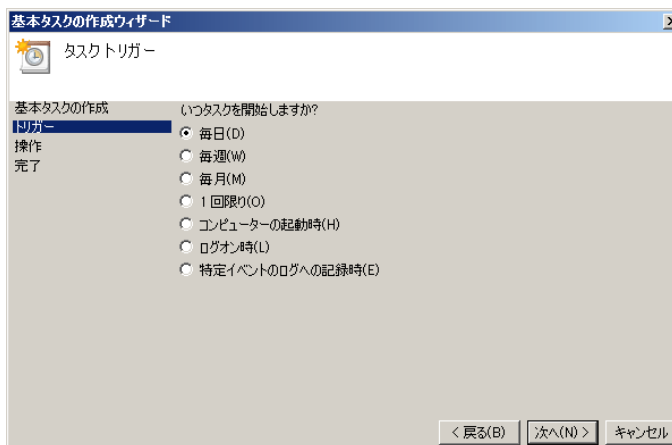 基本タスクの作成ウィザード
タスクトリガー
基本タスクの作成
トリガー
操作
完了
いつタスクを開始しますか?
毎日(D)
毎週(W)
毎月(M)
1 回限り(O)
コンピューターの起動時(H)
ログオン時(L)
特定イベントのログへの記録時(E)
< 戻る(B)
次へ(N) >
キャンセル